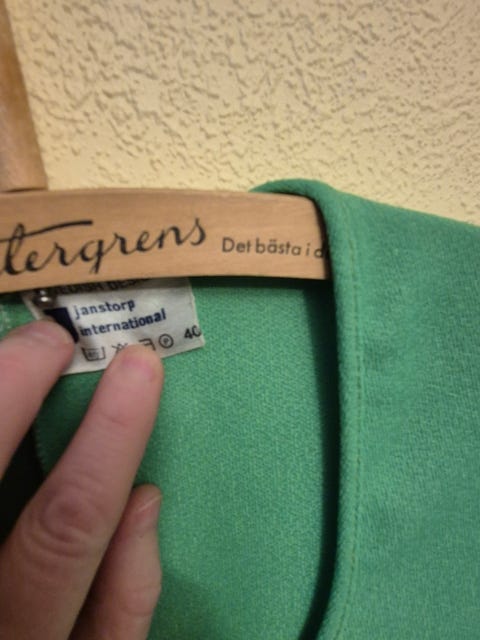 tergrens
Det bästa i d
janstorp
international
40